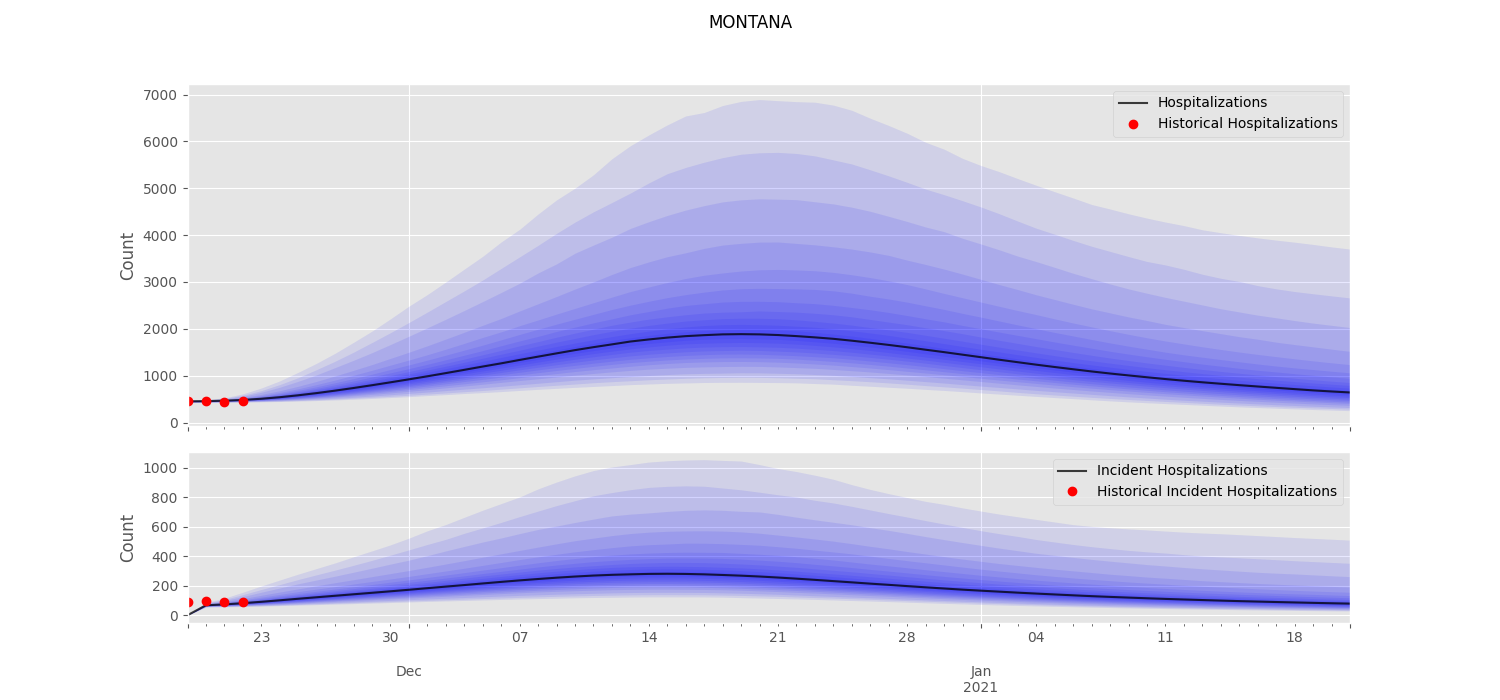 MONTANA
7000
6000
5000
4000
3000
2000
1000
0
Count
Hospitalizations
Historical Hospitalizations
1000
800
600
400
200
0
Count
Incident Hospitalizations
Historical Incident Hospitalizations
23 30 07 14 21 28 04 11 18
Dec Jan
2021